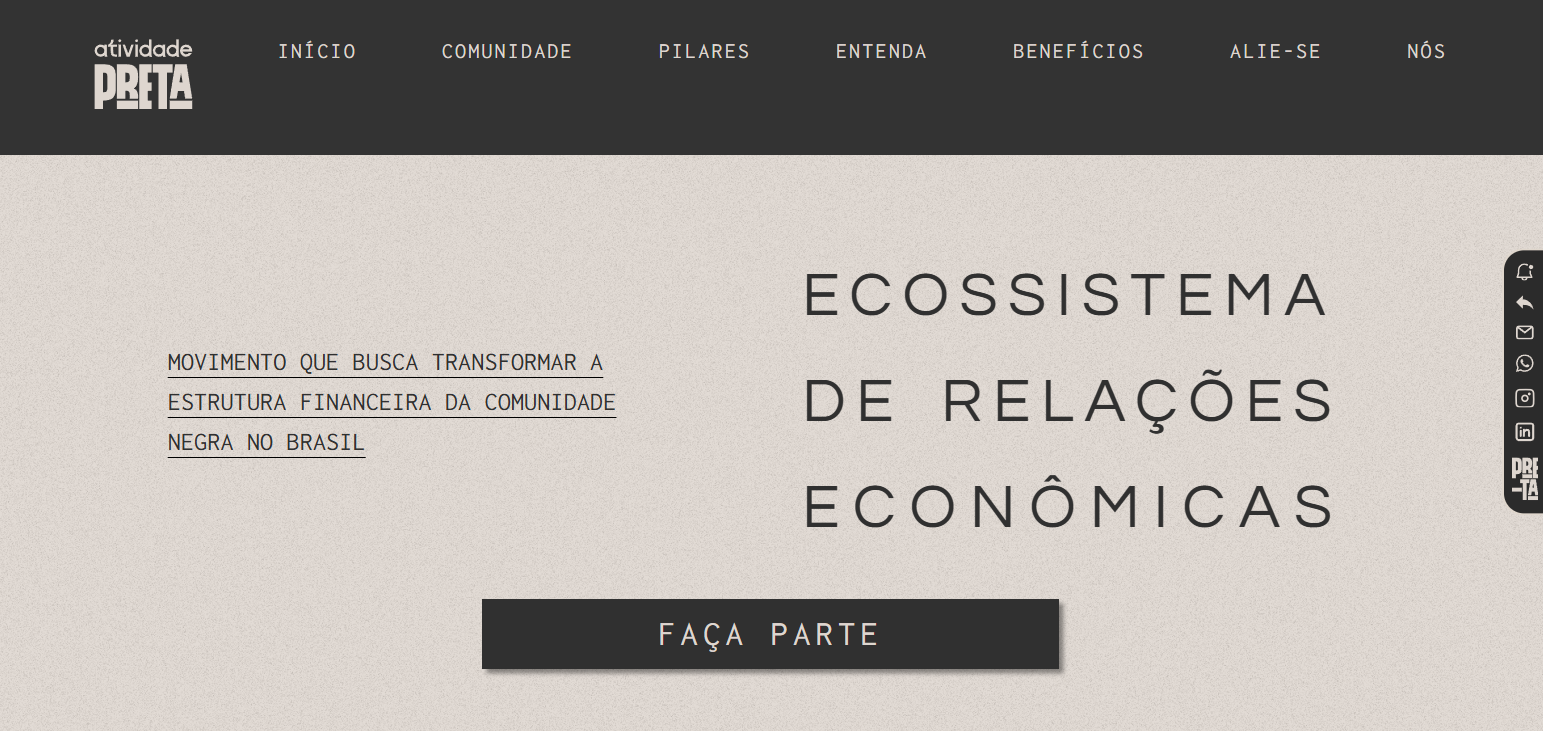 atividade
PRETA
INÍCIO
COMUNIDADE
PILARES
ENTENDA
BENEFÍCIOS
ALIE-SE
NÓS
MOVIMENTO QUE BUSCA TRANSFORMAR A
ESTRUTURA FINANCEIRA DA COMUNIDADE
NEGRA NO BRASIL
ECOSSISTEMA
DE RELAÇÕES
ECONÔMICAS
FAÇA PARTE
in
PRE
-TA